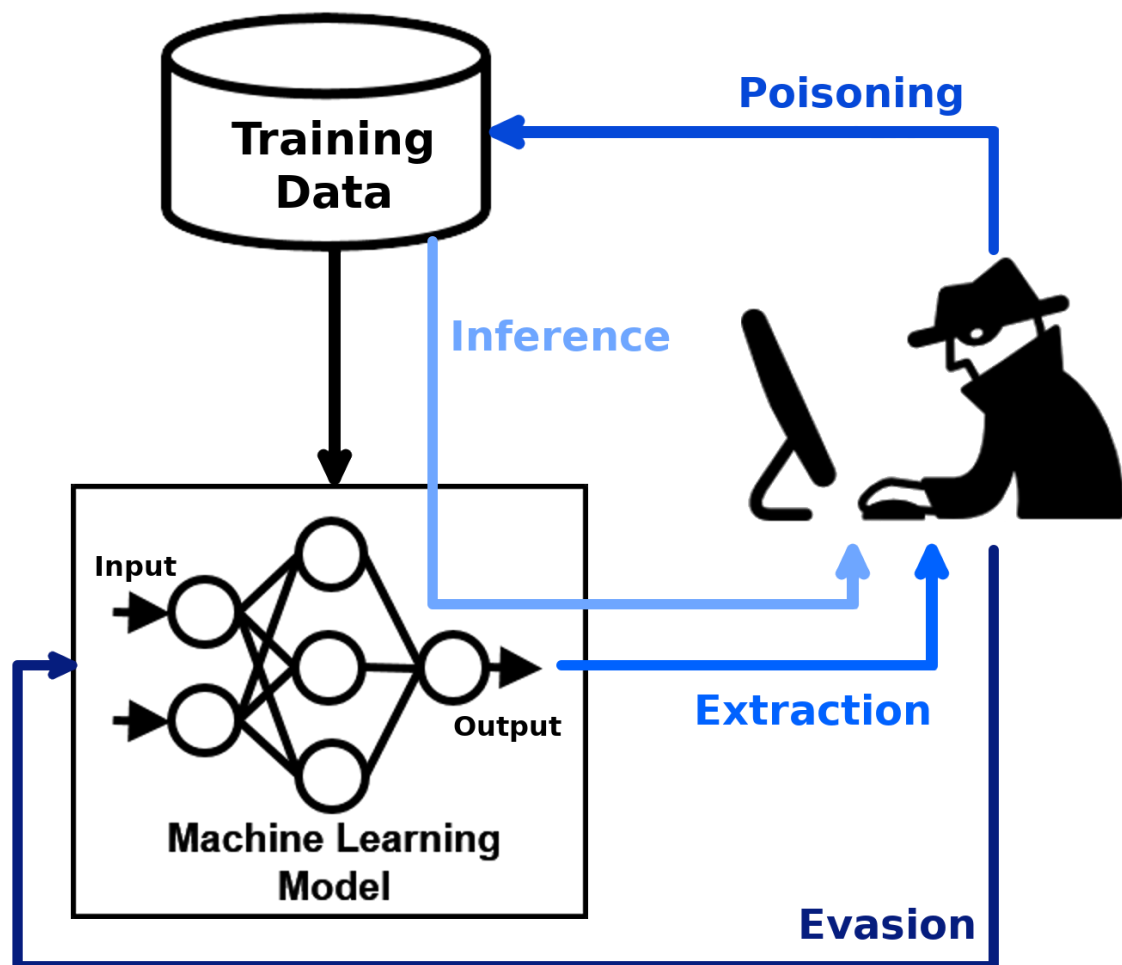 Poisoning
Training
Data
Inference
Input
Extraction
Output
Machine Learning
Model
Evasion